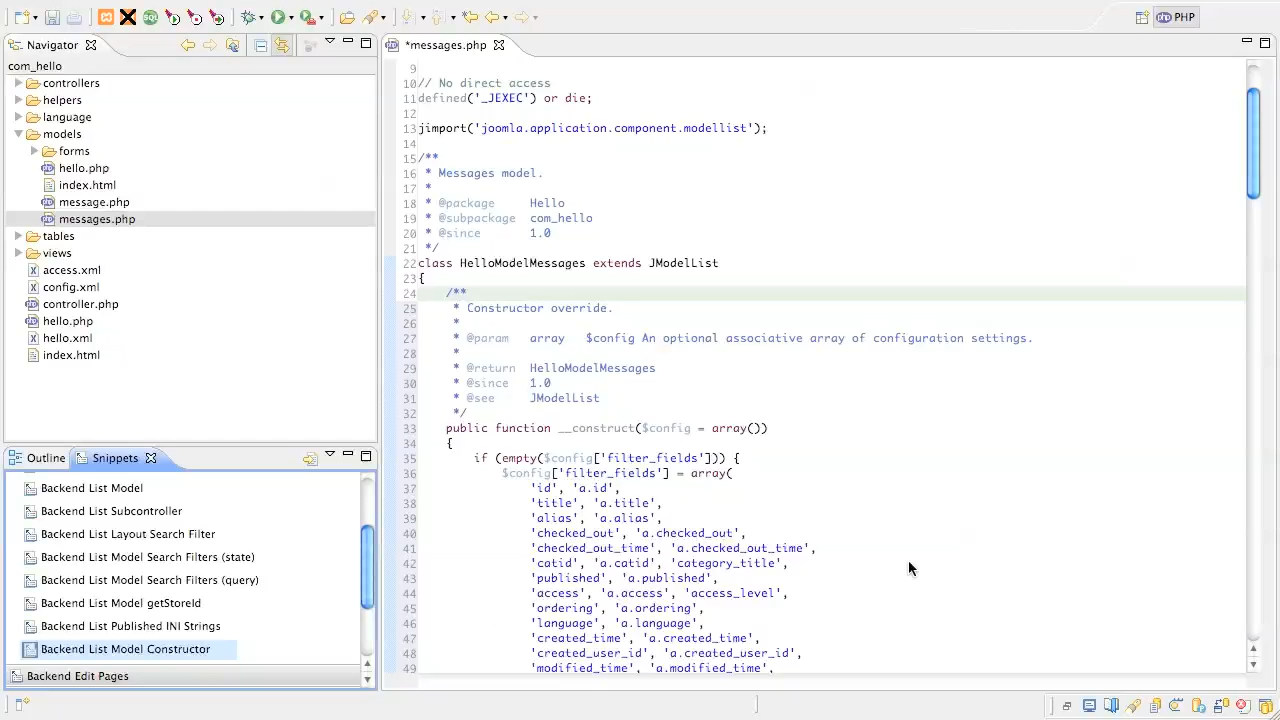 PHP
Navigator
com_hello
controllers
helpers
language
models
forms
hello.php
index.html
message.php
messages.php
tables
views
access.xml
config.xml
controller.php
hello.php
hello.xml
index.html
Outline
Snippets
Backend List Model
Backend List Subcontroller
Backend List Layout Search Filter
Backend List Model Search Filters (state)
Backend List Model Search Filters (query)
Backend List Model getStoreId
Backend List Published INI Strings
Backend List Model Constructor
Backend Edit Pages
*messages.php
9
10 // No direct access
11 defined('_JEXEC') or die;
12
13 jimport('joomla.application.component.modellist');
14
15 /**
16 * Messages model.
17 *
18 * @package Hello
19 * @subpackage com_hello
20 * @since 1.0
21 */
22 class HelloModelMessages extends JModelList
23 {
24 /**
25 * Constructor override.
26 *
27 * @param array $config An optional associative array of configuration settings.
28 *
29 * @return HelloModelMessages
30 * @since 1.0
31 * @see JModelList
32 */
33 public function __construct($config = array())
34 {
35 if (empty($config['filter_fields'])) {
36 $config['filter_fields'] = array(
37 'id', 'a.id',
38 'title', 'a.title',
39 'alias', 'a.alias',
40 'checked_out', 'a.checked_out',
41 'checked_out_time', 'a.checked_out_time',
42 'catid', 'a.catid', 'category_title',
43 'published', 'a.published',
44 'access', 'a.access', 'access_level',
45 'ordering', 'a.ordering',
46 'language', 'a.language',
47 'created_time', 'a.created_time',
48 'created_user_id', 'a.created_user_id',
49 'modified_time', 'a.modified_time',